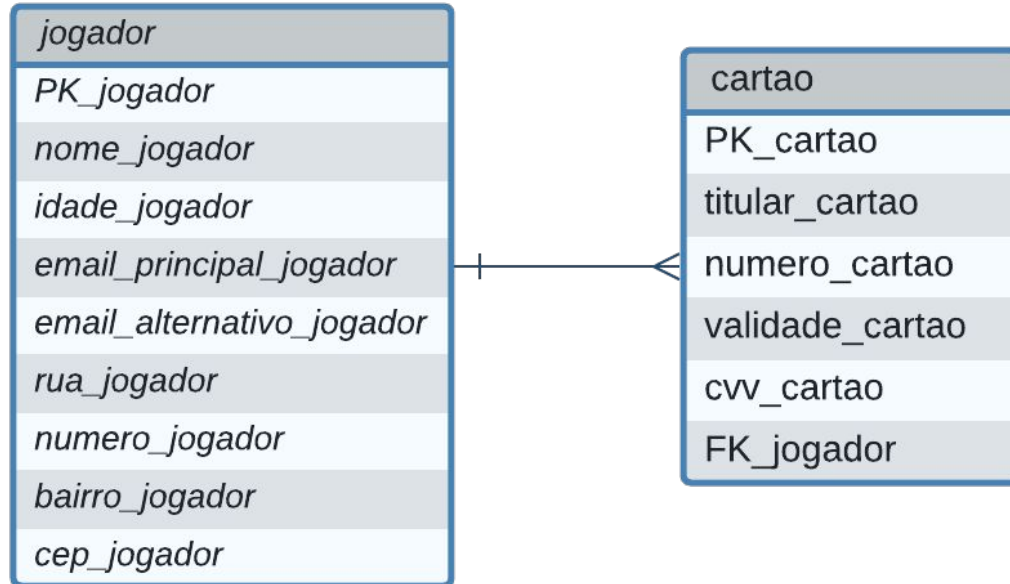 jogador
PK_jogador
nome_jogador
idade_jogador
email_principal_jogador
email_alternativo_jogador
rua_jogador
numero_jogador
bairro_jogador
cep_jogador
cartao
PK_cartao
titular_cartao
numero_cartao
validade_cartao
cvv_cartao
FK_jogador